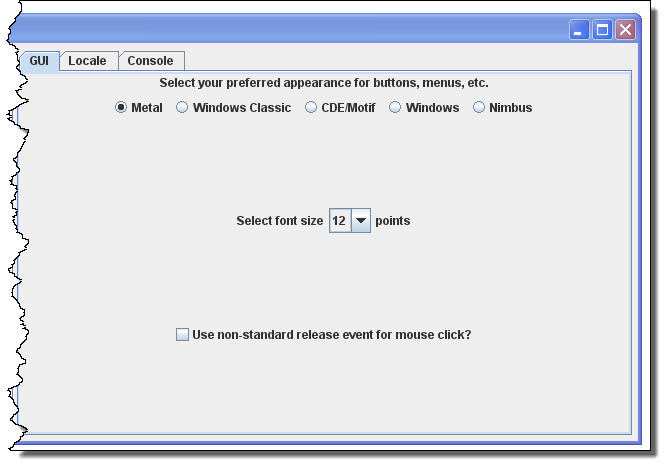 GUI Locale Console
Select your preferred appearance for buttons, menus, etc.
Metal Windows Classic CDE/Motif Windows Nimbus
Select font size 12 points
Use non-standard release event for mouse click?